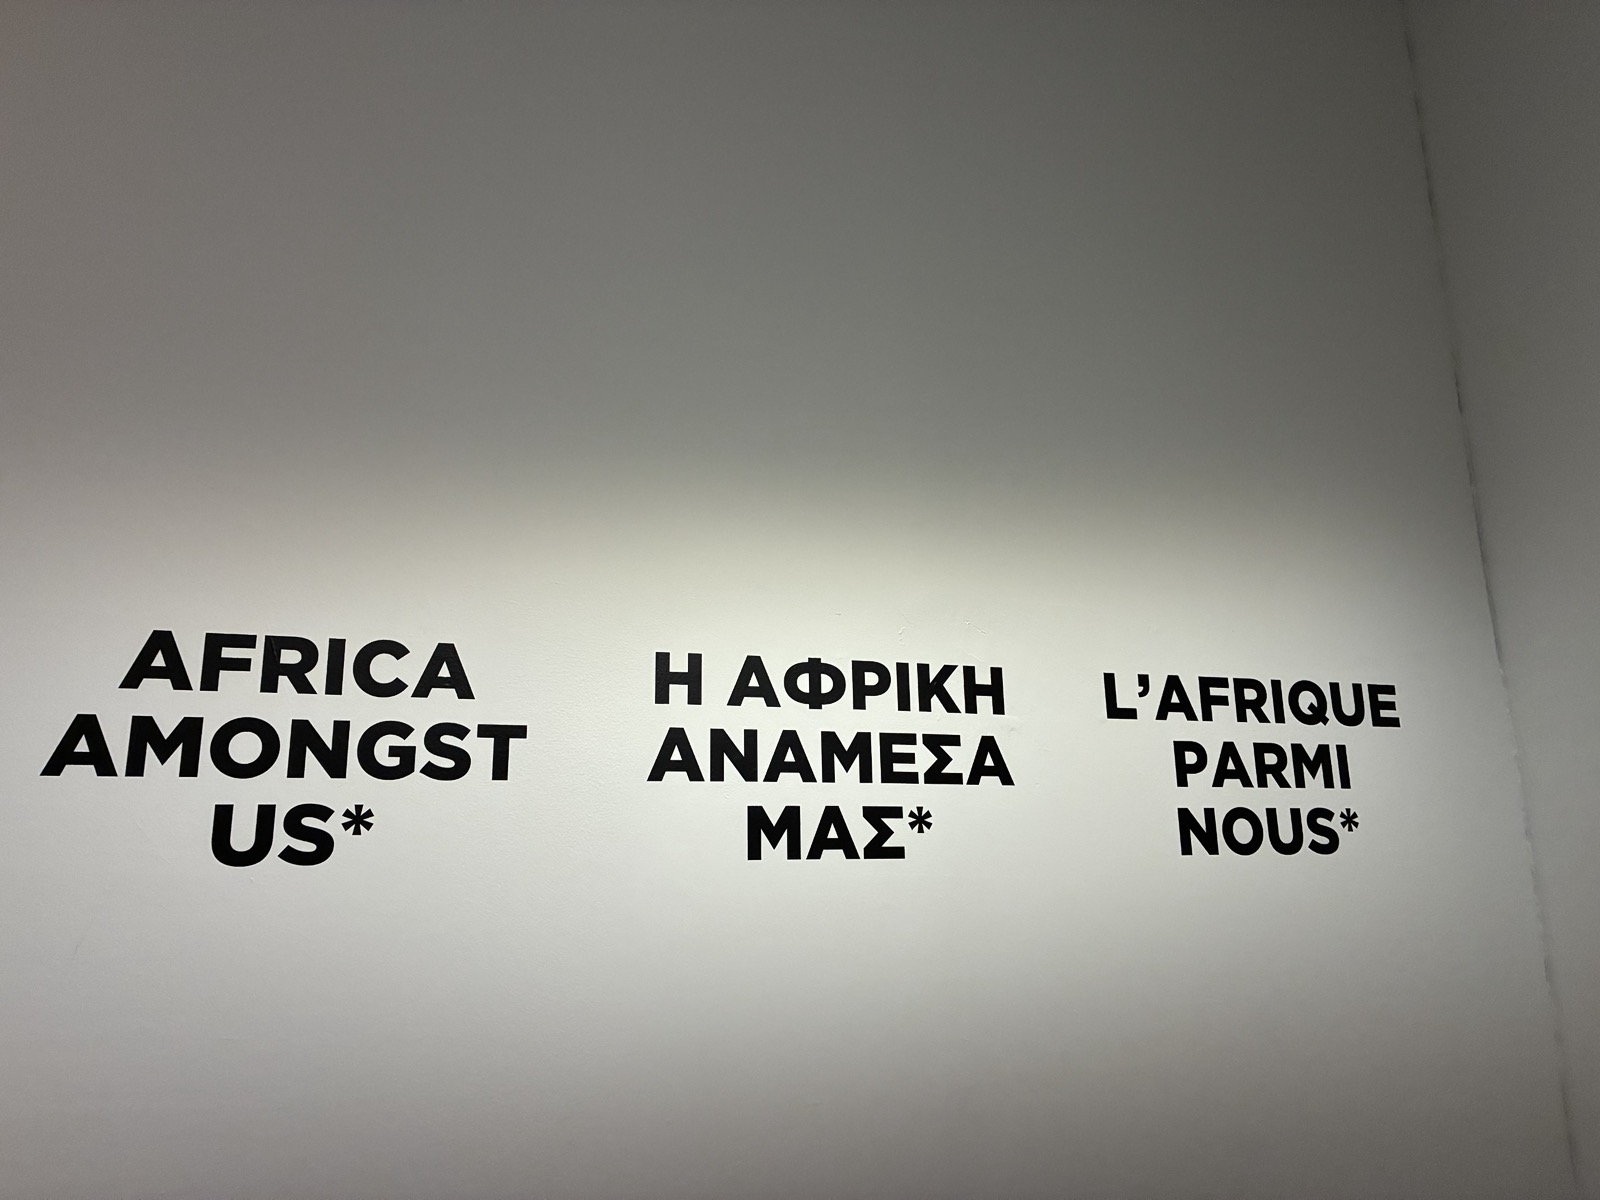 AFRICA
AMONGST
US*
Η ΑΦΡΙΚΗ
ΑΝΑΜΕΣΑ
ΜΑΣ*
L’AFRIQUE
PARMI
NOUS*